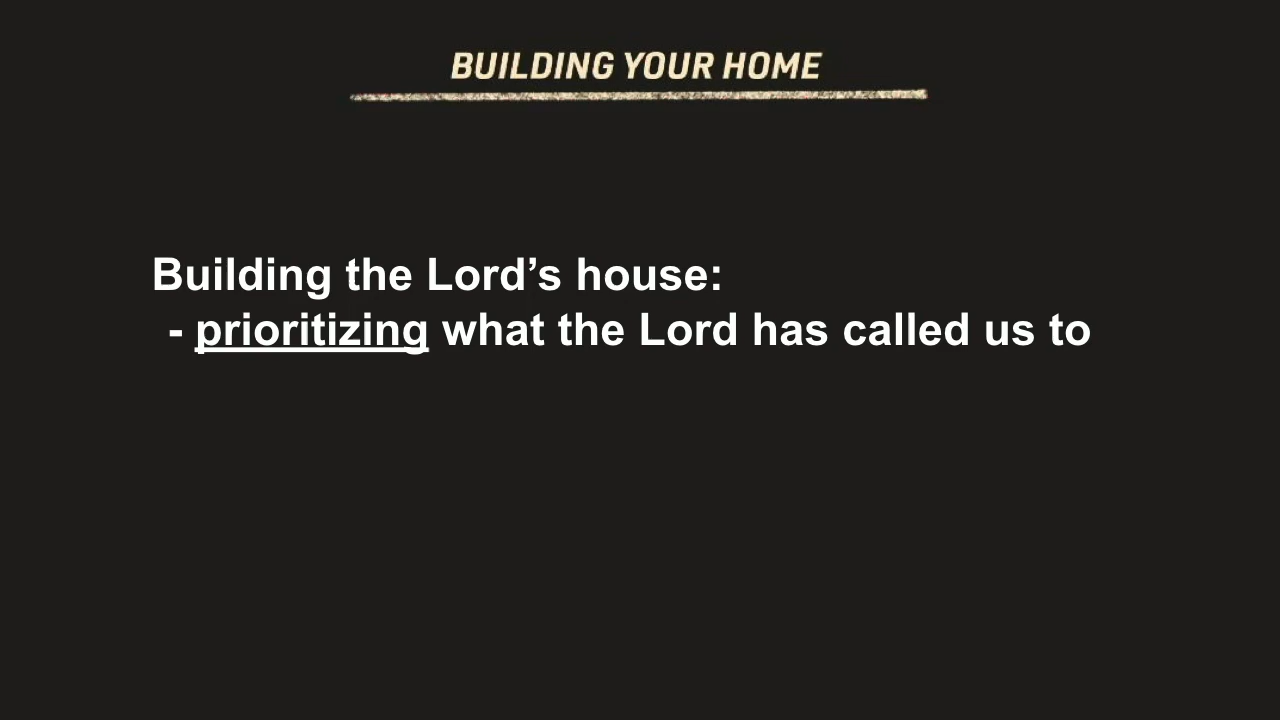 BUILDING YOUR HOME
Building the Lord’s house:
- prioritizing what the Lord has called us to